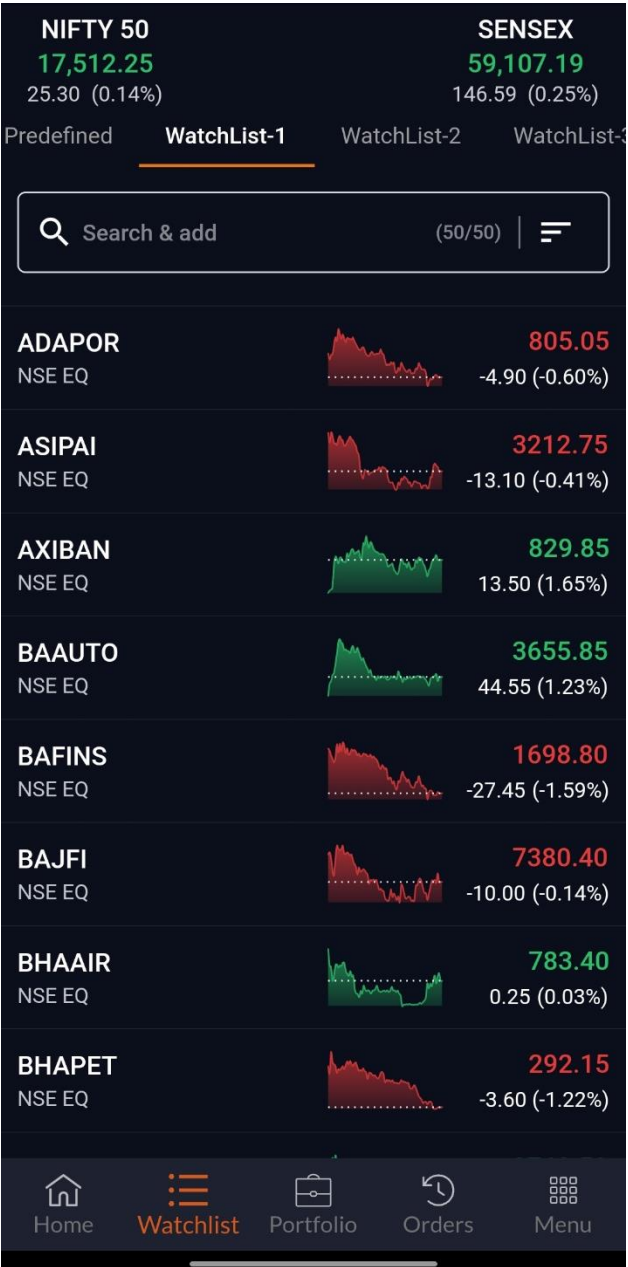 NIFTY 50
17,512.25
25.30 (0.14%)
SENSEX
59,107.19
146.59 (0.25%)
Predefined WatchList-1 WatchList-2 WatchList-3
Search & add (50/50)
ADAPOR 805.05
NSE EQ -4.90 (-0.60%)
ASIPAI 3212.75
NSE EQ -13.10 (-0.41%)
AXIBAN 829.85
NSE EQ 13.50 (1.65%)
BAAUTO 3655.85
NSE EQ 44.55 (1.23%)
BAFINS 1698.80
NSE EQ -27.45 (-1.59%)
BAJFI 7380.40
NSE EQ -10.00 (-0.14%)
BHAAIR 783.40
NSE EQ 0.25 (0.03%)
BHAPET 292.15
NSE EQ -3.60 (-1.22%)
Home Watchlist Portfolio Orders Menu